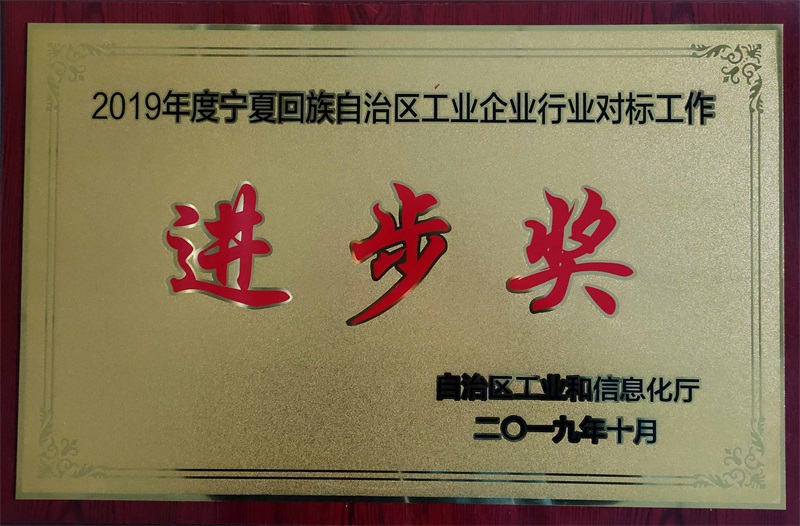 2019年度宁夏回族自治区工业企业行业对标工作
进步奖
自治区工业和信息化厅
二〇一九年十月